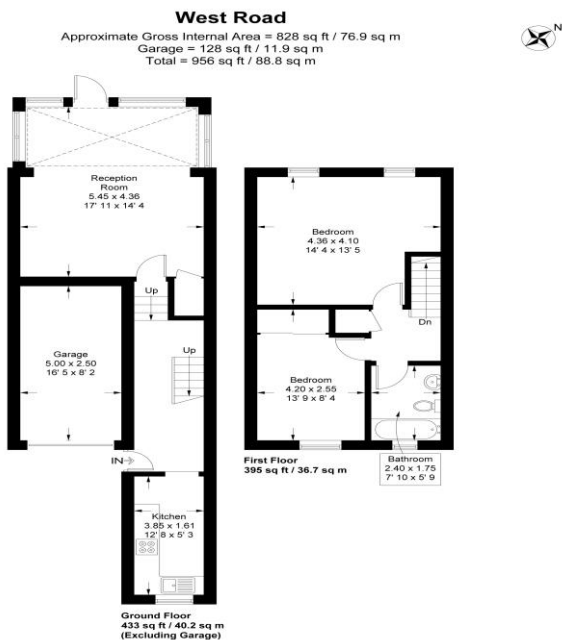 West Road
Approximate Gross Internal Area = 828 sq ft / 76.9 sq m
Garage = 128 sq ft / 11.9 sq m
Total = 956 sq ft / 88.8 sq m
N
Reception
Room
5.45 x 4.36
17' 11 x 14' 4
Up
Up
Garage
5.00 x 2.50
16' 5 x 8' 2
IN
Kitchen
3.85 x 1.61
12' 8 x 5' 3
Ground Floor
433 sq ft / 40.2 sq m
(Excluding Garage)
Bedroom
4.36 x 4.10
14' 4 x 13' 5
Dn
Bedroom
4.20 x 2.55
13' 9 x 8' 4
First Floor
395 sq ft / 36.7 sq m
Bathroom
2.40 x 1.75
7' 10 x 5' 9